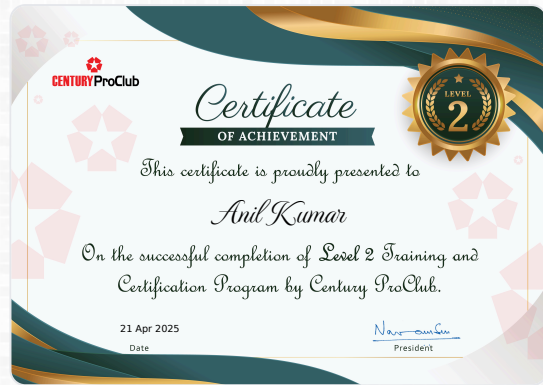 CENTURY ProClub
Certificate
OF ACHIEVEMENT
LEVEL
2
This certificate is proudly presented to
Anil Kumar
On the successful completion of Level 2 Training and
Certification Program by Century ProClub.
21 Apr 2025
Date
President